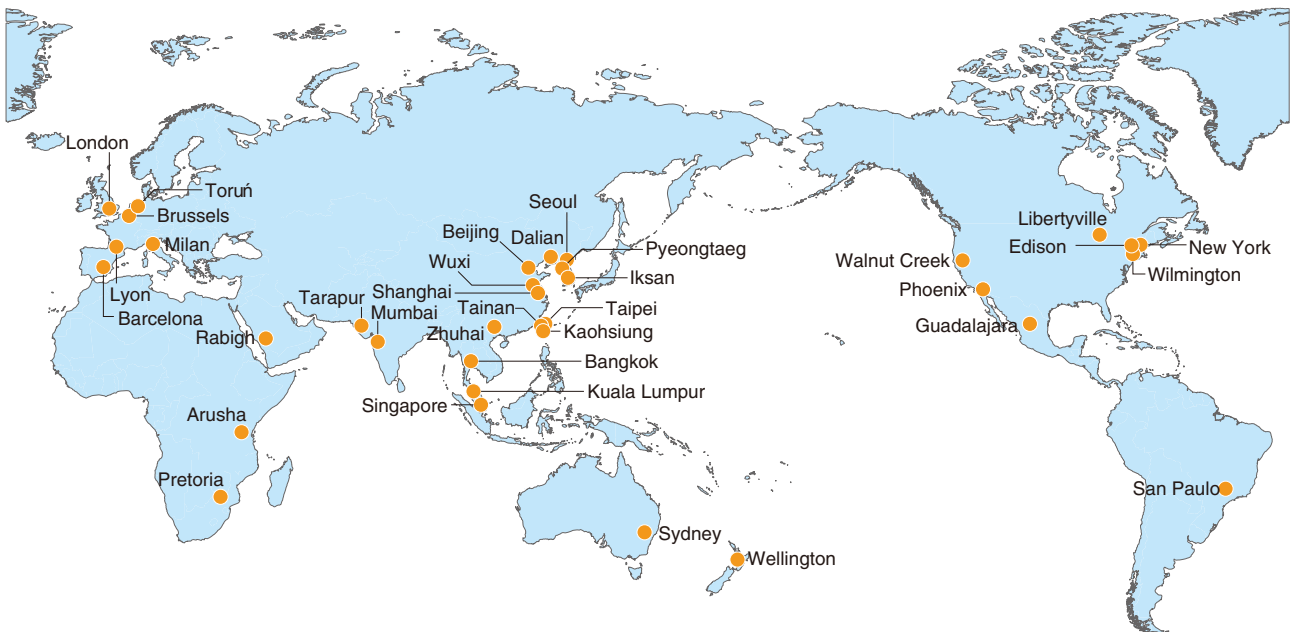 London
Toruń
Brussels
Milan
Lyon
Barcelona
Rabigh
Arusha
Pretoria
Tarapur
Mumbai
Beijing
Dalian
Seoul
Pyeongtaeg
Wuxi
Iksan
Shanghai
Tainan
Taipei
Zhuhai
Kaohsiung
Bangkok
Kuala Lumpur
Singapore
Sydney
Wellington
Libertyville
Edison
New York
Walnut Creek
Wilmington
Phoenix
Guadalajara
San Paulo